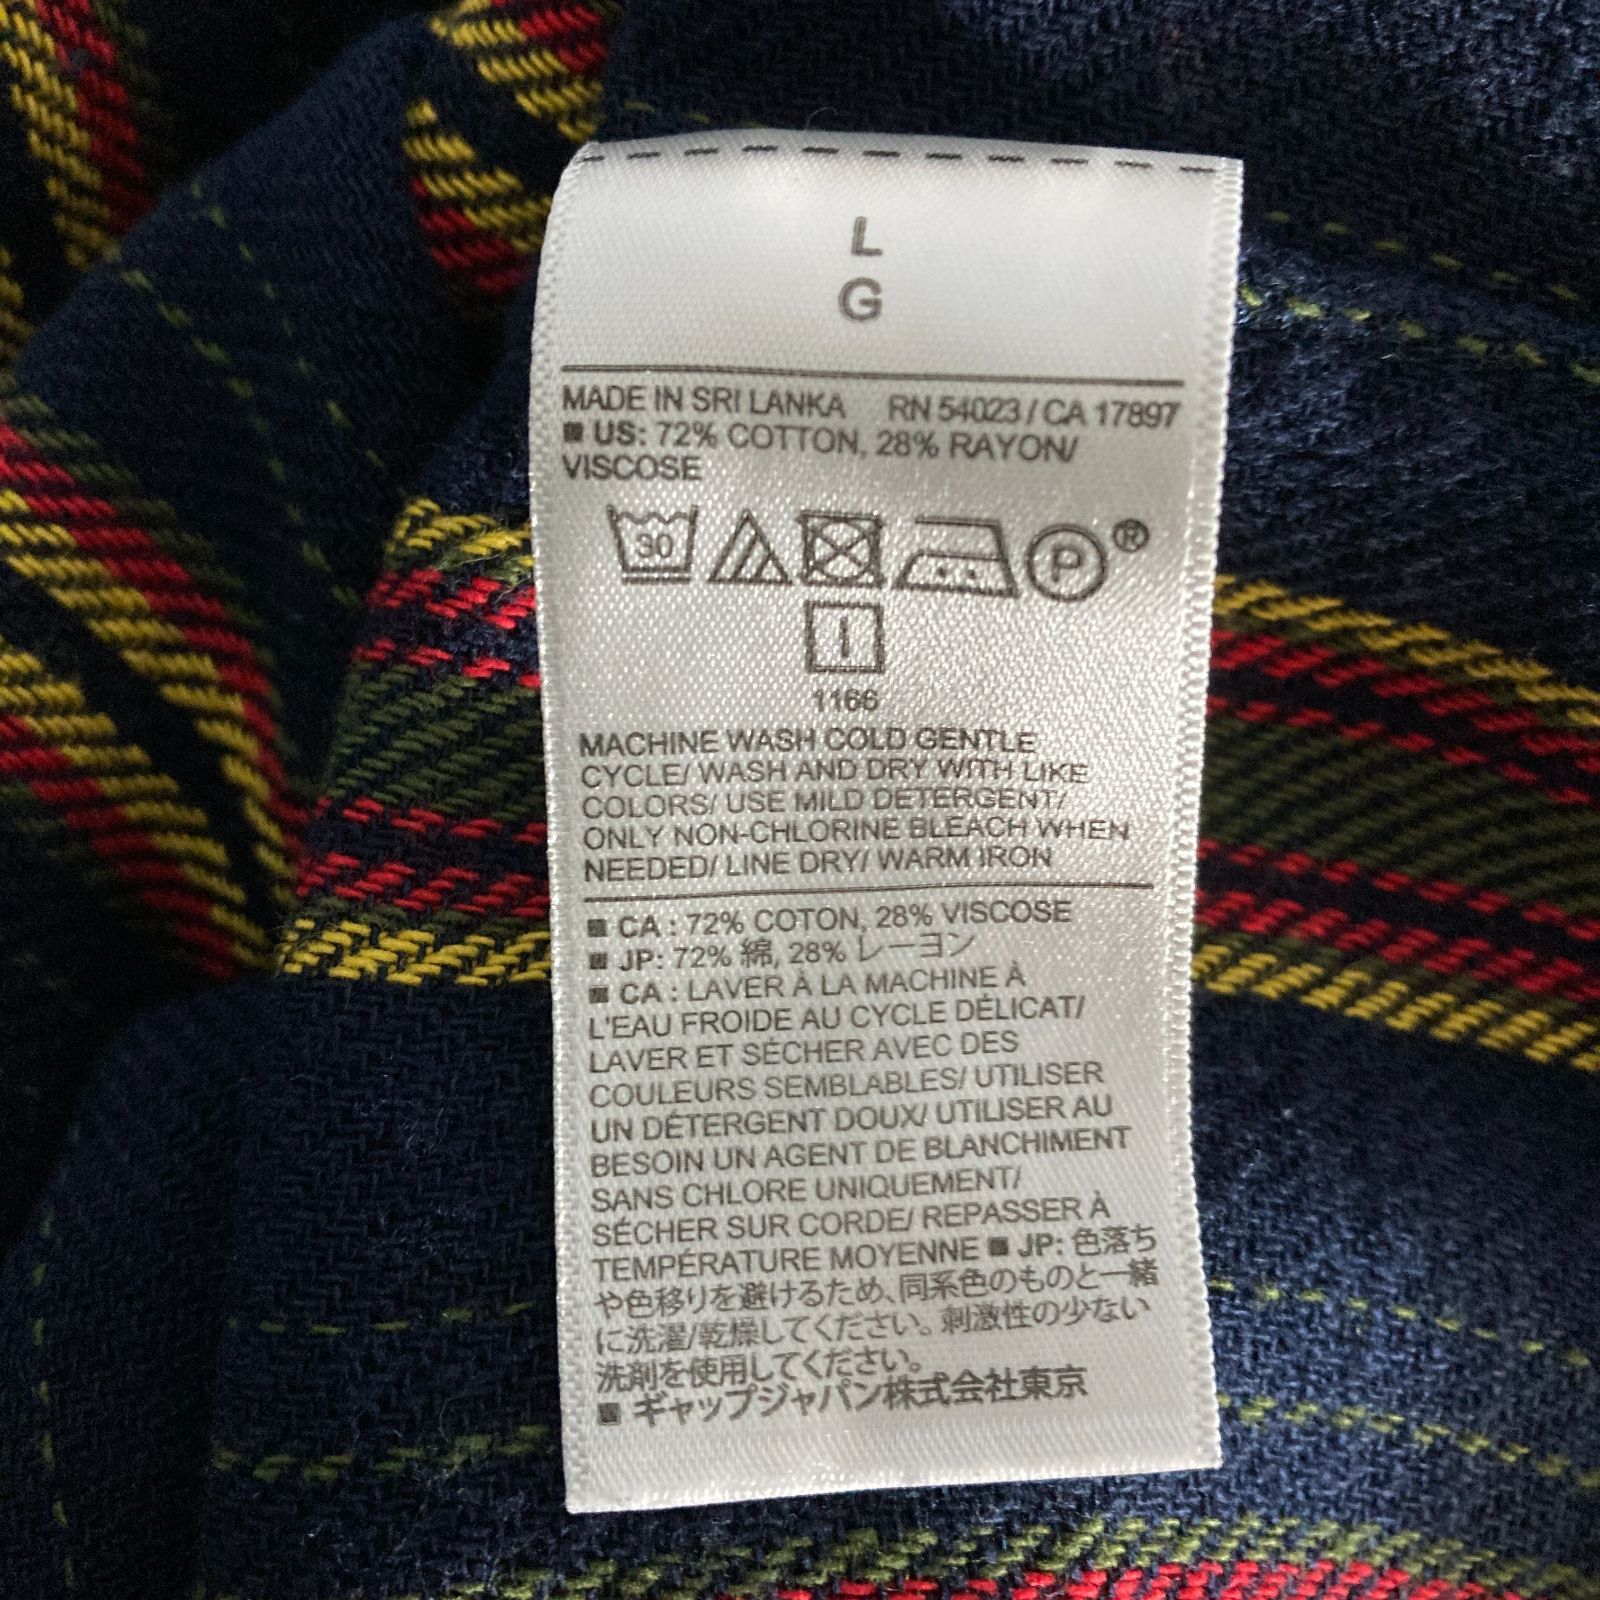 L
G
MADE IN SRI LANKA RN 54023 / CA 17897
■ US: 72% COTTON, 28% RAYON/
VISCOSE
30 P ®
1166
MACHINE WASH COLD GENTLE
CYCLE/ WASH AND DRY WITH LIKE
COLORS/ USE MILD DETERGENT/
ONLY NON-CHLORINE BLEACH WHEN
NEEDED/ LINE DRY/ WARM IRON
■ CA : 72% COTON, 28% VISCOSE
■ JP: 72% 綿, 28% レーヨン
■ CA : LAVER À LA MACHINE À
L'EAU FROIDE AU CYCLE DÉLICAT/
LAVER ET SÉCHER AVEC DES
COULEURS SEMBLABLES/ UTILISER
UN DÉTERGENT DOUX/ UTILISER AU
BESOIN UN AGENT DE BLANCHIMENT
SANS CHLORE UNIQUEMENT/
SÉCHER SUR CORDE/ REPASSER À
TEMPÉRATURE MOYENNE ■ JP: 色落ち
や色移りを避けるため、同系色のものと一緒
に洗濯/乾燥してください。刺激性の少ない
洗剤を使用してください。
■ ギャップジャパン株式会社東京